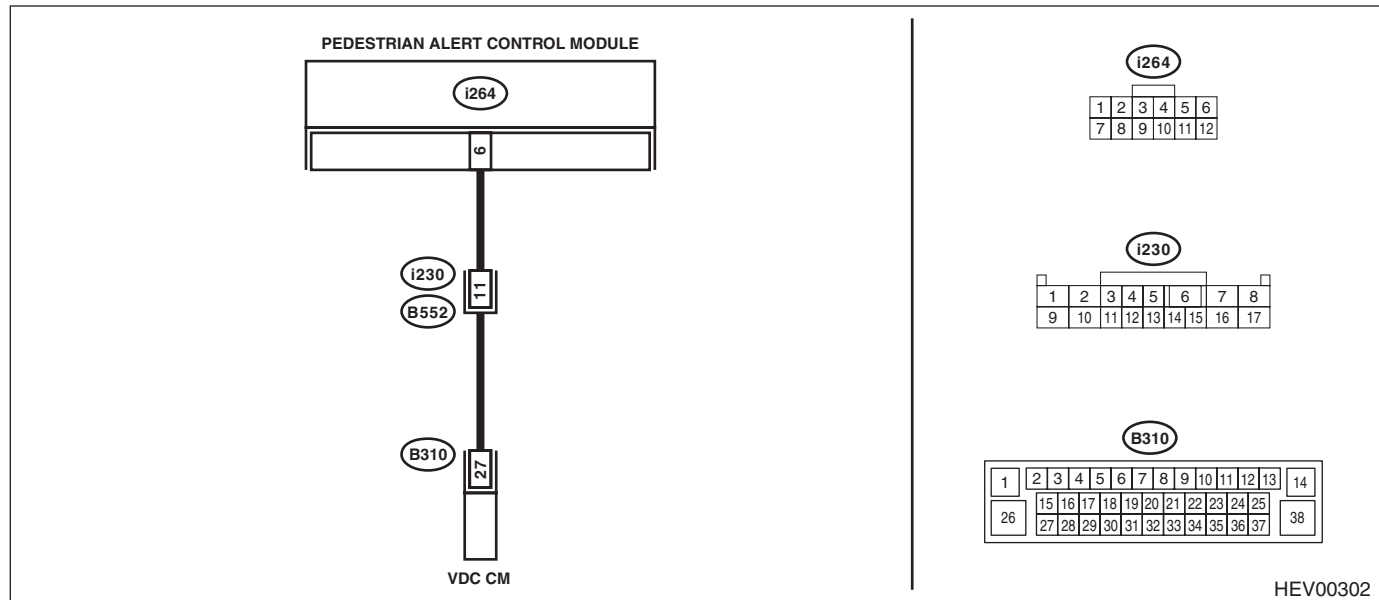 PEDESTRIAN ALERT CONTROL MODULE
i264
6
i230
11
B552
B310
27
VDC CM
i264
1 2 3 4 5 6
7 8 9 10 11 12
i230
1 2 3 4 5 6 7 8
9 10 11 12 13 14 15 16 17
B310
1 2 3 4 5 6 7 8 9 10 11 12 13 14
15 16 17 18 19 20 21 22 23 24 25
26 27 28 29 30 31 32 33 34 35 36 37 38
HEV00302